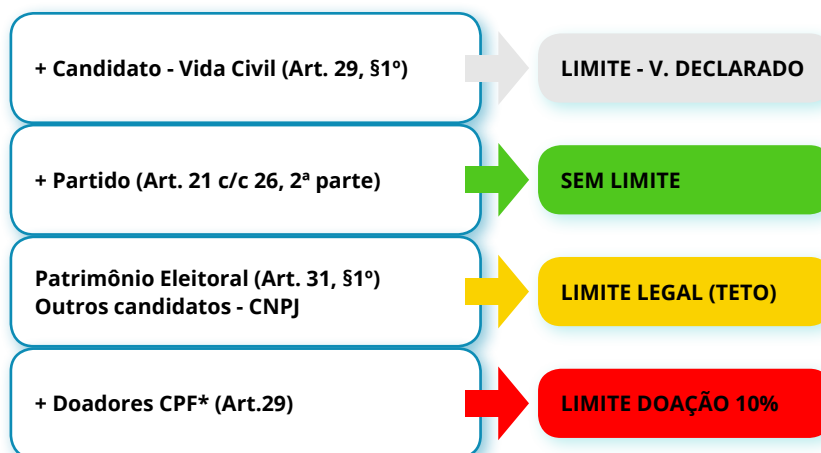 + Candidato - Vida Civil (Art. 29, §1º)
LIMITE - V. DECLARADO
+ Partido (Art. 21 c/c 26, 2ª parte)
SEM LIMITE
Patrimônio Eleitoral (Art. 31, §1º)
Outros candidatos - CNPJ
LIMITE LEGAL (TETO)
+ Doadores CPF* (Art.29)
LIMITE DOAÇÃO 10%